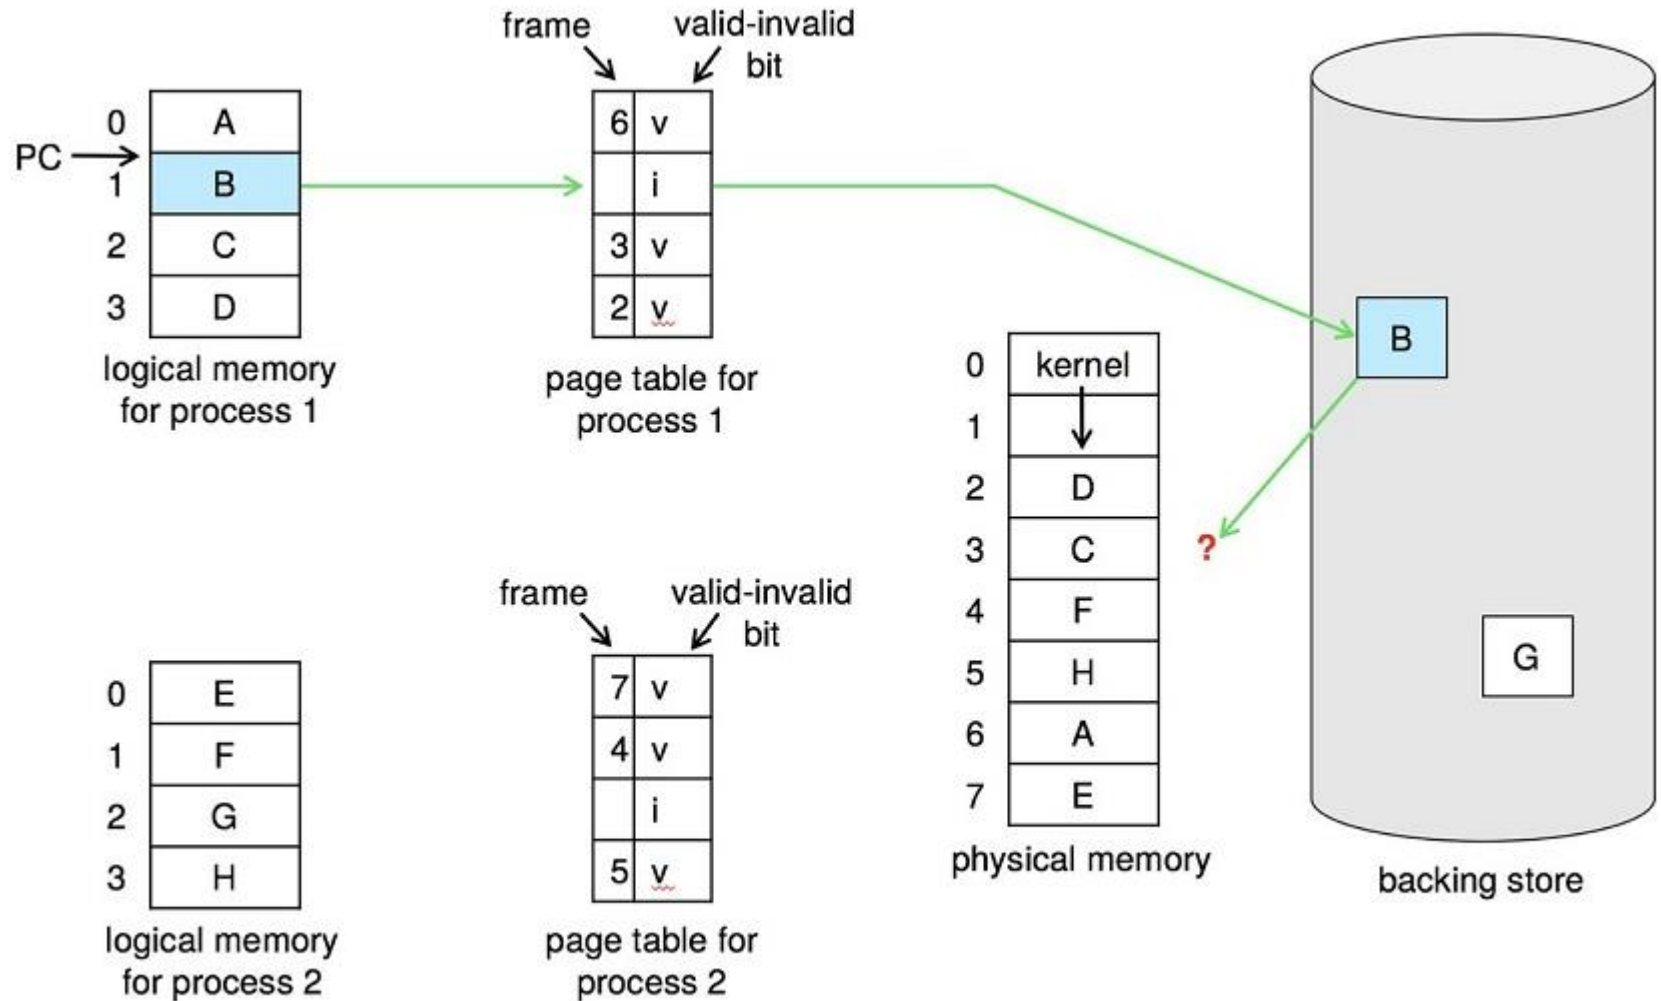 frame
valid-invalid
bit
0 A
PC
1 B
2 C
3 D
logical memory
for process 1
6 v
i
3 v
2 v
page table for
process 1
0 kernel
1
2 D
3 C
4 F
5 H
6 A
7 E
physical memory
B
?
G
backing store
0 E
1 F
2 G
3 H
logical memory
for process 2
frame
valid-invalid
bit
7 v
4 v
i
5 v
page table for
process 2